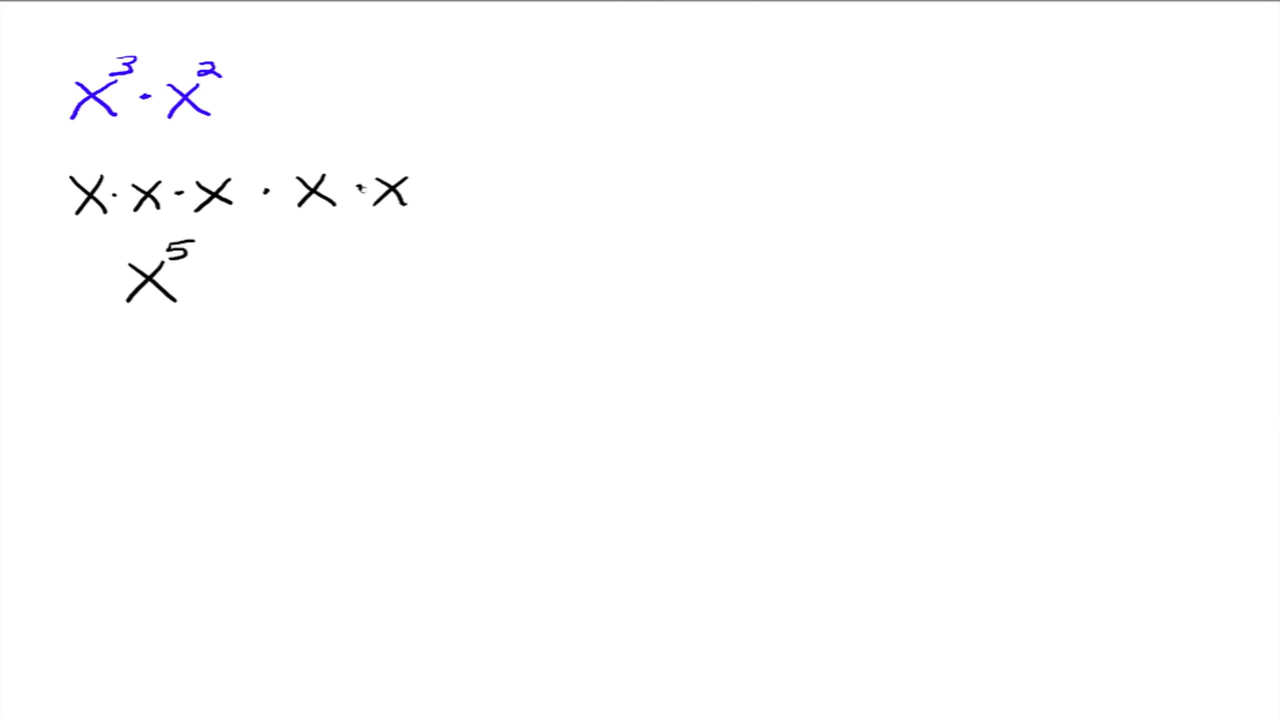 x³ · x²
x · x · x · x · x
x⁵